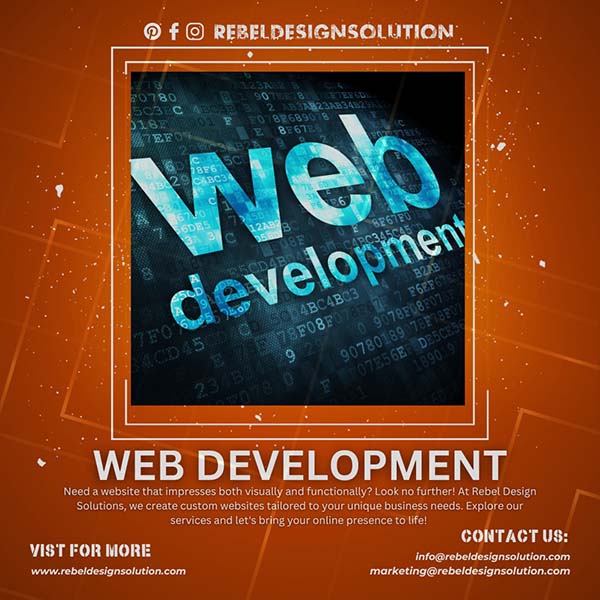 REBELDESIGNSOLUTION
web
development
WEB DEVELOPMENT
Need a website that impresses both visually and functionally? Look no further! At Rebel Design
Solutions, we create custom websites tailored to your unique business needs. Explore our
services and let's bring your online presence to life!
VIST FOR MORE
www.rebeldesignsolution.com
CONTACT US:
info@rebeldesignsolution.com
marketing@rebeldesignsolution.com